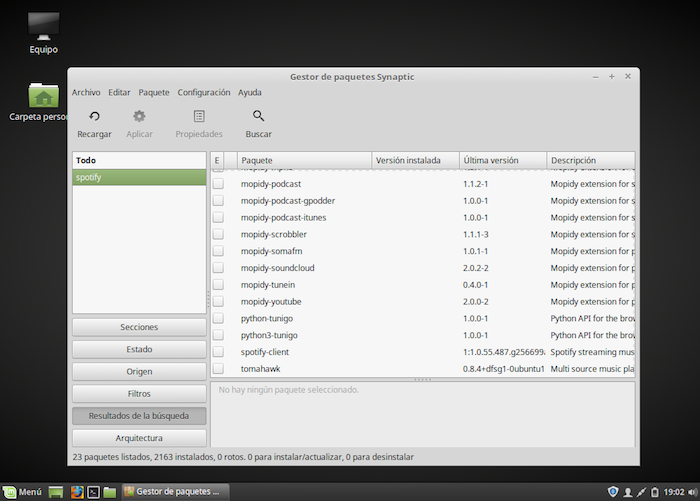 Equipo
Carpeta person
Gestor de paquetes Synaptic
Archivo Editar Paquete Configuración Ayuda
Recargar Aplicar Propiedades Buscar
Todo
spotify
E Paquete Versión instalada Última versión Descripción
mopidy-podcast 1.1.2-1 Mopidy extension for s
mopidy-podcast-gpodder 1.0.0-1 Mopidy extension for s
mopidy-podcast-itunes 1.0.0-1 Mopidy extension for s
mopidy-scrobbler 1.1.1-3 Mopidy extension for s
mopidy-somafm 1.0.1-1 Mopidy extension for p
mopidy-soundcloud 2.0.2-2 Mopidy extension for p
mopidy-tunein 0.4.0-1 Mopidy extension for p
mopidy-youtube 2.0.0-2 Mopidy extension for p
python-tunigo 1.0.0-1 Python API for the brow
python3-tunigo 1.0.0-1 Python API for the brow
spotify-client 1:1.0.55.487.g256699a Spotify streaming mus
tomahawk 0.8.4+dfsg1-0ubuntu1 Multi source music pla
Secciones
Estado
Origen
Filtros
Resultados de la búsqueda
Arquitectura
No hay ningún paquete seleccionado.
23 paquetes listados, 2163 instalados, 0 rotos. 0 para instalar/actualizar, 0 para desinstalar
Menú Gestor de paquetes ... 19:02